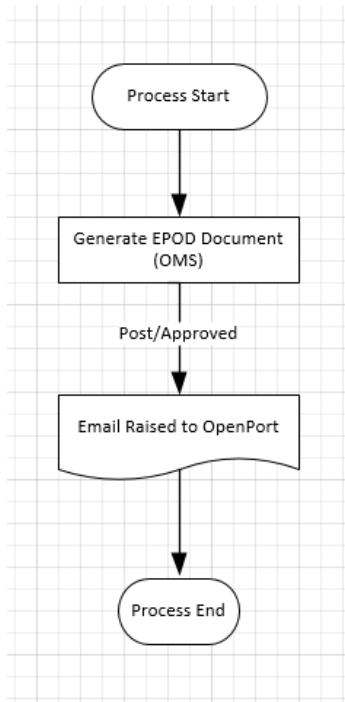 Process Start
Generate EPOD Document
(OMS)
Post/Approved
Email Raised to OpenPort
Process End